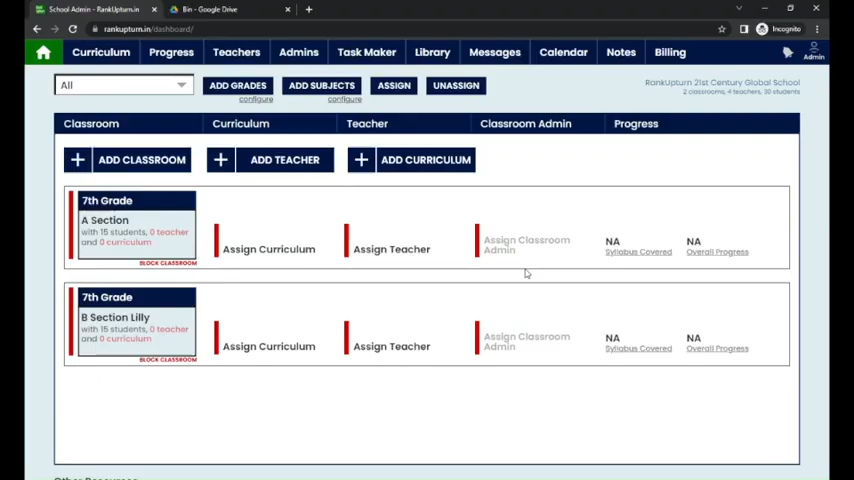 School Admin - RankUpturn.in
Bin - Google Drive
rankupturn.in/dashboard/
Incognito
Curriculum
Progress
Teachers
Admins
Task Maker
Library
Messages
Calendar
Notes
Billing
Admin
All
ADD GRADES
configure
ADD SUBJECTS
configure
ASSIGN
UNASSIGN
RankUpturn 21st Century Global School
2 classrooms, 4 teachers, 30 students
Classroom
Curriculum
Teacher
Classroom Admin
Progress
+ ADD CLASSROOM
+ ADD TEACHER
+ ADD CURRICULUM
7th Grade
A Section
with 15 students, 0 teacher
and 0 curriculum
BLOCK CLASSROOM
Assign Curriculum
Assign Teacher
Assign Classroom
Admin
NA
Syllabus Covered
NA
Overall Progress
7th Grade
B Section Lilly
with 15 students, 0 teacher
and 0 curriculum
BLOCK CLASSROOM
Assign Curriculum
Assign Teacher
Assign Classroom
Admin
NA
Syllabus Covered
NA
Overall Progress
Other Resources